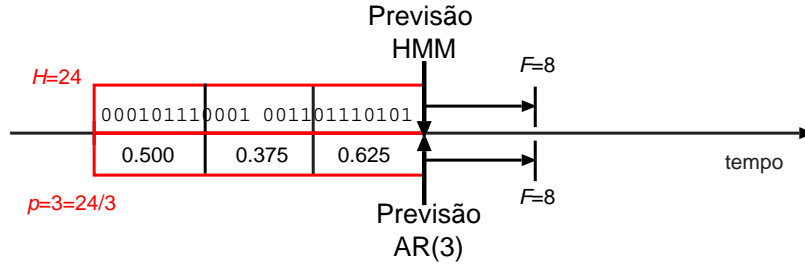 Previsão
HMM
H=24
F=8
000101110001 001101110101
0.500 0.375 0.625
tempo
p=3=24/3
F=8
Previsão
AR(3)